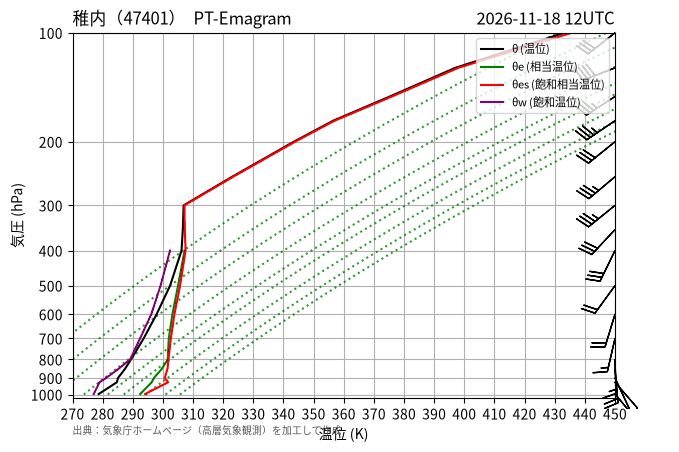 稚内（47401） PT-Emagram
2026-11-18 12UTC
100
200
300
400
500
600
700
800
900
1000
気圧 (hPa)
θ (温位)
θe (相当温位)
θes (飽和相当温位)
θw (飽和温位)
270 280 290 300 310 320 330 340 350 360 370 380 390 400 410 420 430 440 450
温位 (K)
出典：気象庁ホームページ（高層気象観測）を加工して